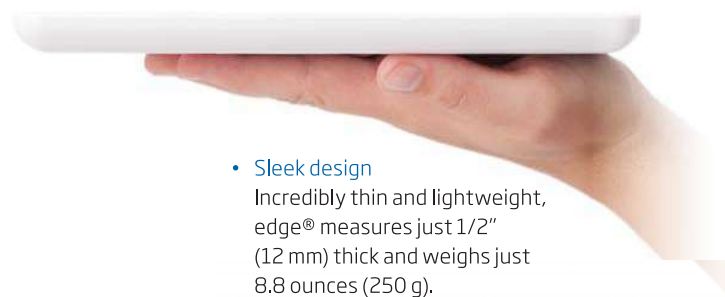 • Sleek design
Incredibly thin and lightweight,
edge® measures just 1/2"
(12 mm) thick and weighs just
8.8 ounces (250 g).